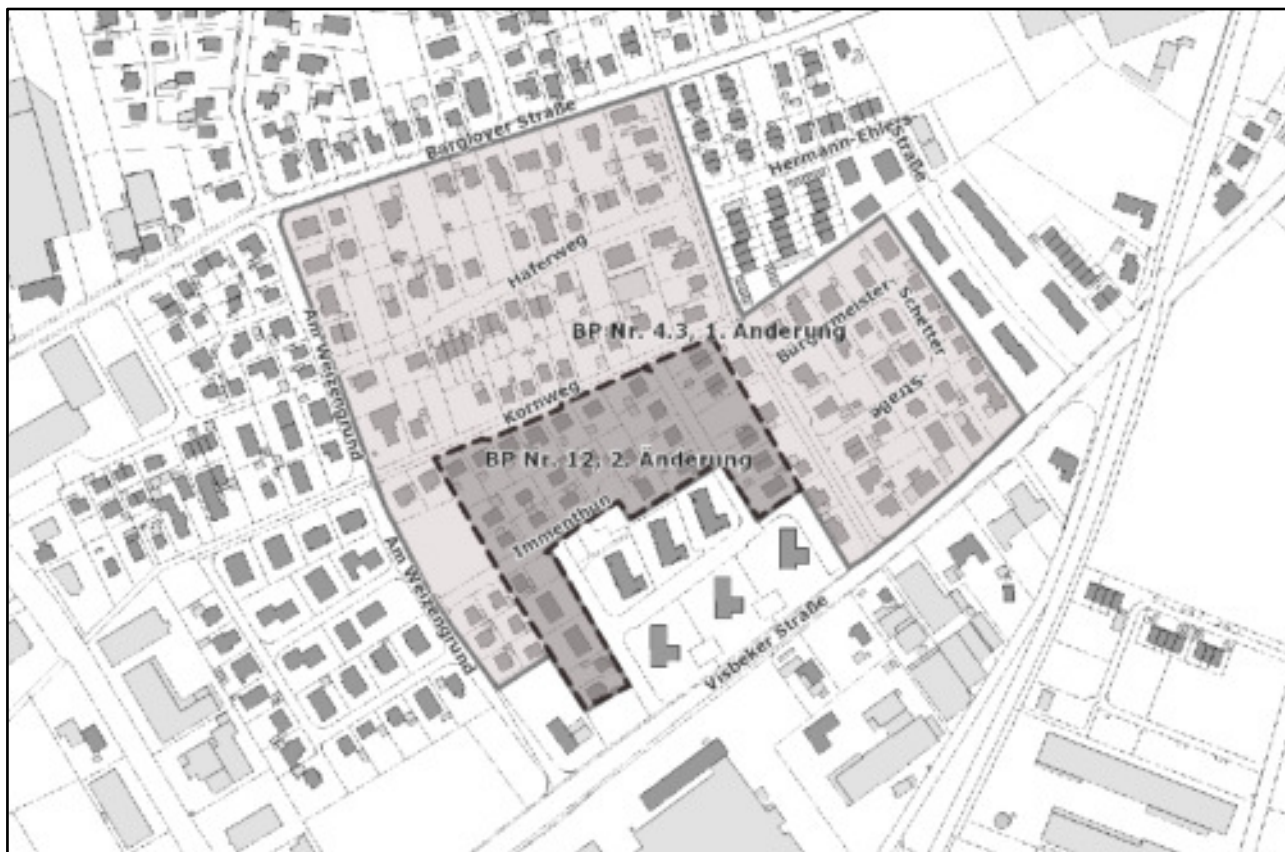 Bargloyer Straße
Hermann-Ehlers-
Straße
Haferweg
BP Nr. 4.3, 1. Änderung
Bürgermeister-
Schetter
-Straße
Am Weizengrund
Kornweg
BP Nr. 12, 2. Änderung
Immenthun
Am Weizengrund
Visbeker Straße